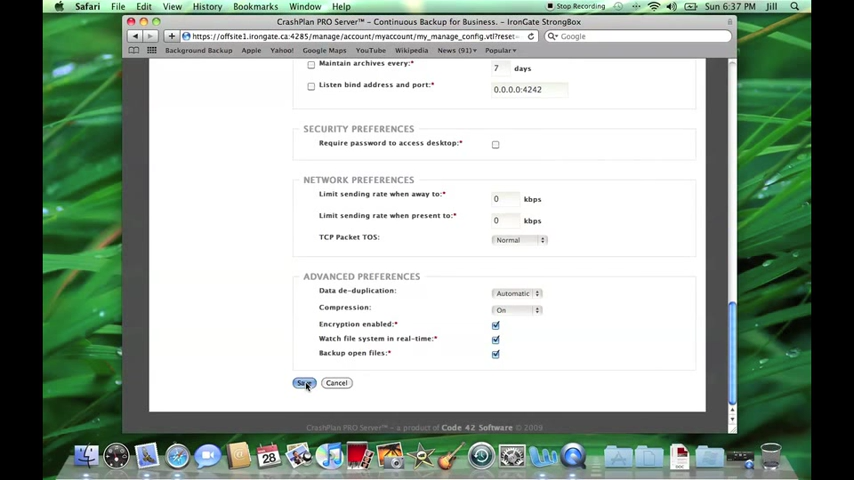 Safari File Edit View History Bookmarks Window Help Stop Recording Sun 6:37 PM Jill
CrashPlan PRO Server™ – Continuous Backup for Business. – IronGate StrongBox
https://offsite1.irongate.ca:4285/manage/account/myaccount/my_manage_config.vtl?reset= Google
Background Backup Apple Yahoo! Google Maps YouTube Wikipedia News (91) Popular
Maintain archives every:* 7 days
Listen bind address and port:* 0.0.0.0:4242
SECURITY PREFERENCES
Require password to access desktop:*
NETWORK PREFERENCES
Limit sending rate when away to:* 0 kbps
Limit sending rate when present to:* 0 kbps
TCP Packet TOS: Normal
ADVANCED PREFERENCES
Data de-duplication: Automatic
Compression: On
Encryption enabled:*
Watch file system in real-time:*
Backup open files:*
Save Cancel
CrashPlan PRO Server™ – a product of Code 42 Software © 2009
28